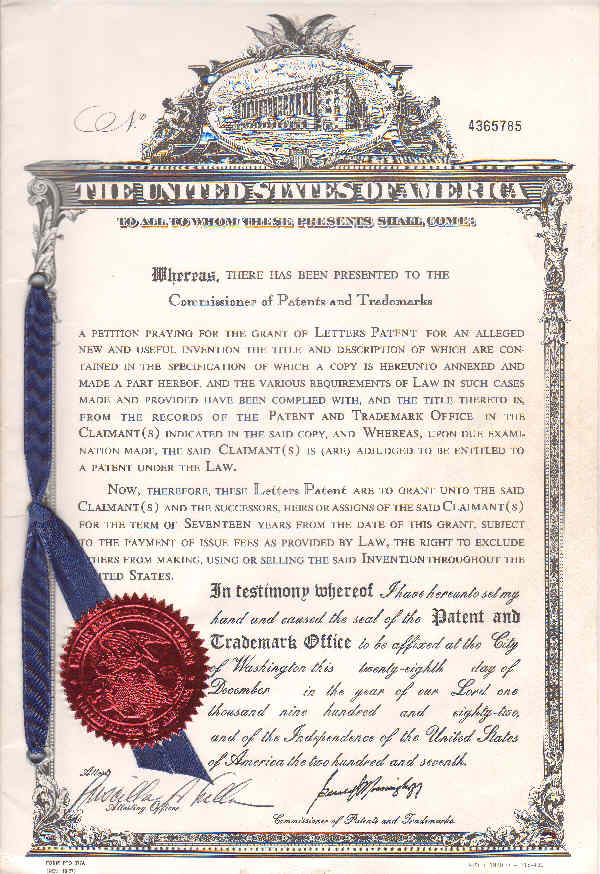 No
4365785
THE UNITED STATES OF AMERICA
TO ALL TO WHOM THESE PRESENTS SHALL COME:
Whereas, THERE HAS BEEN PRESENTED TO THE
Commissioner of Patents and Trademarks
A PETITION PRAYING FOR THE GRANT OF LETTERS PATENT FOR AN ALLEGED
NEW AND USEFUL INVENTION THE TITLE AND DESCRIPTION OF WHICH ARE CON-
TAINED IN THE SPECIFICATION OF WHICH A COPY IS HEREUNTO ANNEXED AND
MADE A PART HEREOF, AND THE VARIOUS REQUIREMENTS OF LAW IN SUCH CASES
MADE AND PROVIDED HAVE BEEN COMPLIED WITH, AND THE TITLE THERETO IS,
FROM THE RECORDS OF THE PATENT AND TRADEMARK OFFICE IN THE
CLAIMANT(S) INDICATED IN THE SAID COPY, AND WHEREAS, UPON DUE EXAMI-
NATION MADE, THE SAID CLAIMANT(S) IS (ARE) ADJUDGED TO BE ENTITLED TO
A PATENT UNDER THE LAW.
NOW, THEREFORE, THESE Letters Patent ARE TO GRANT UNTO THE SAID
CLAIMANT(S) AND THE SUCCESSORS, HEIRS OR ASSIGNS OF THE SAID CLAIMANT(S)
FOR THE TERM OF SEVENTEEN YEARS FROM THE DATE OF THIS GRANT, SUBJECT
TO THE PAYMENT OF ISSUE FEES AS PROVIDED BY LAW, THE RIGHT TO EXCLUDE
THERS FROM MAKING, USING OR SELLING THE SAID INVENTION THROUGHOUT THE
ITED STATES.
In testimony whereof I have hereunto set my
hand and caused the seal of the Patent and
Trademark Office to be affixed at the City
of Washington this twenty-eighth day of
December in the year of our Lord one
thousand nine hundred and eighty-two,
and of the Independence of the United States
of America the two hundred and seventh.
Attest
Attesting Officer
Commissioner of Patents and Trademarks